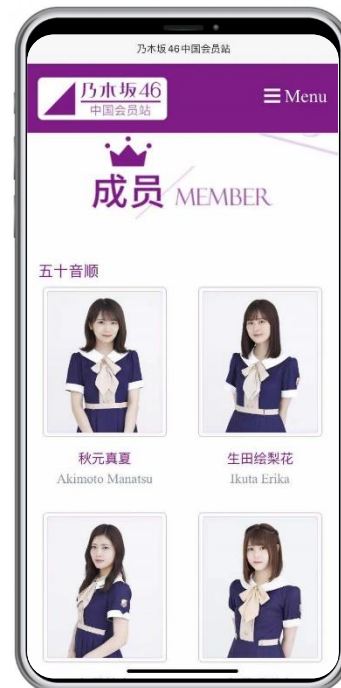 乃木坂46中国会员站
乃木坂46
中国会员站
Menu
成员 MEMBER
五十音顺
秋元真夏
生田绘梨花
Akimoto Manatsu
Ikuta Erika